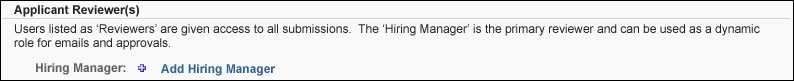 Applicant Reviewer(s)
Users listed as ‘Reviewers’ are given access to all submissions.  The ‘Hiring Manager’ is the primary reviewer and can be used as a dynamic
role for emails and approvals.
Hiring Manager: Add Hiring Manager